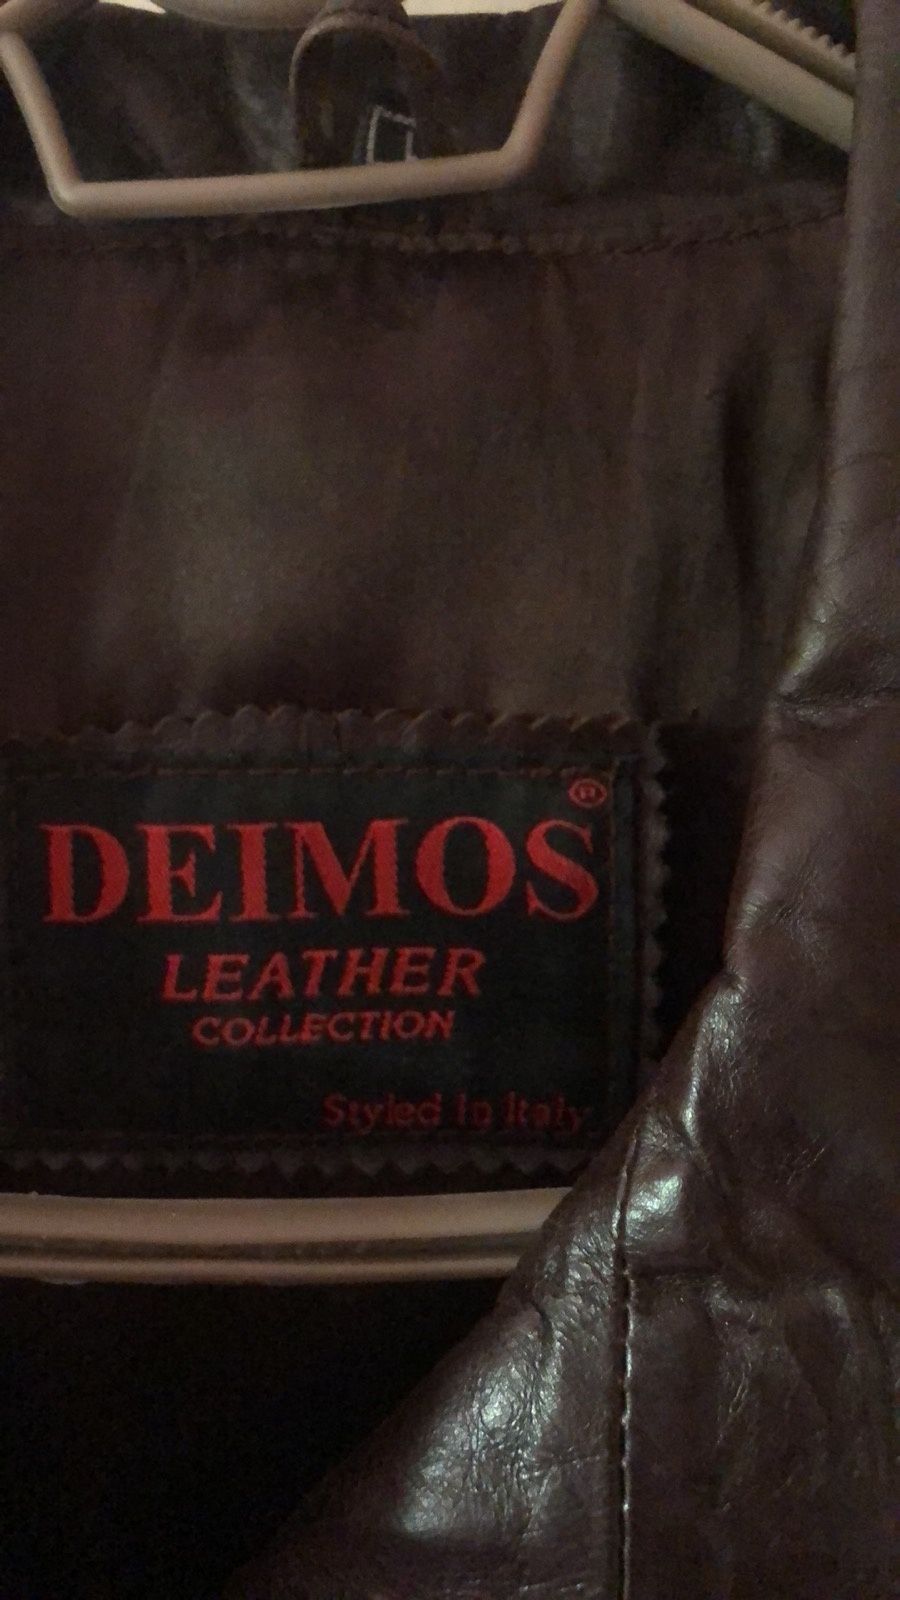 DEIMOS®
LEATHER
COLLECTION
Styled In Italy